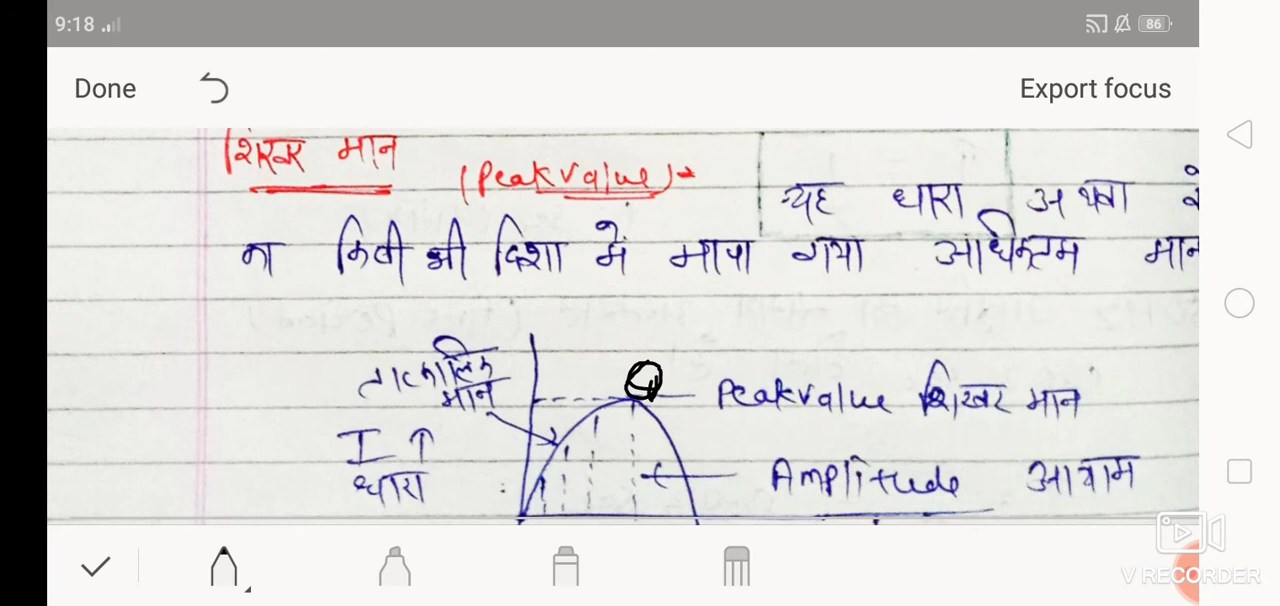 9:18
86
Done
Export focus
शिखर मान
(Peak value)
यह धारा अथवा
का किसी भी दिशा में मापा गया अधिकतम मान
तात्कालिक
मान
Peak value शिखर मान
I ↑
धारा
Amplitude आयाम
V RECORDER